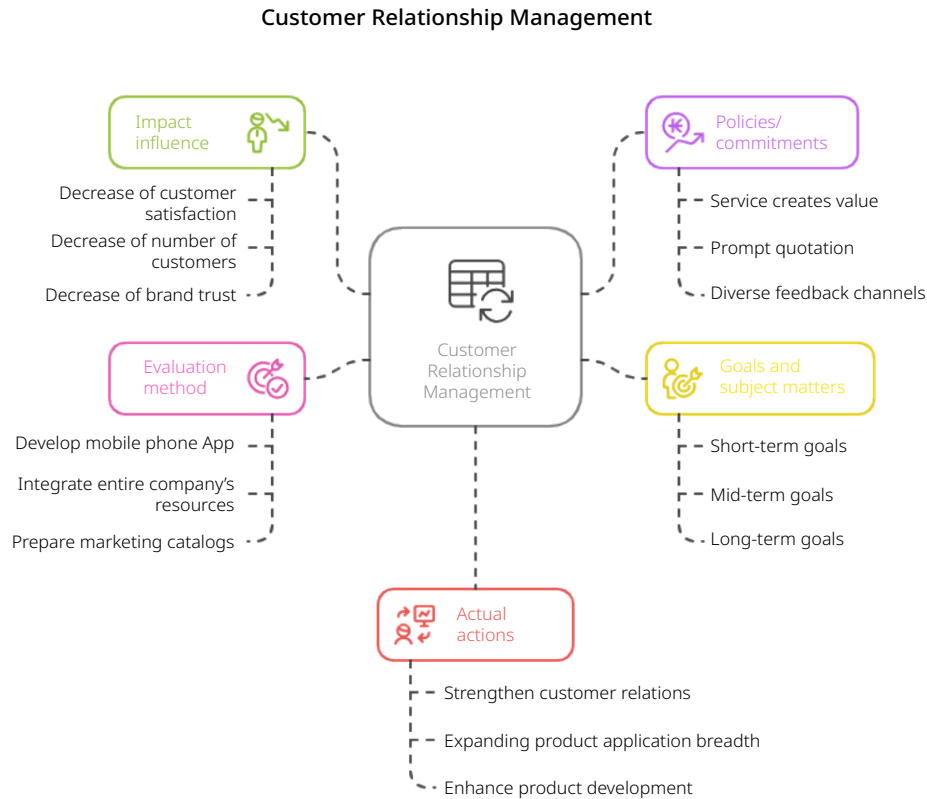 Customer Relationship Management
Impact
influence
Decrease of customer
satisfaction
Decrease of number of
customers
Decrease of brand trust
Policies/
commitments
Service creates value
Prompt quotation
Diverse feedback channels
Customer
Relationship
Management
Evaluation
method
Develop mobile phone App
Integrate entire company’s
resources
Prepare marketing catalogs
Goals and
subject matters
Short-term goals
Mid-term goals
Long-term goals
Actual
actions
Strengthen customer relations
Expanding product application breadth
Enhance product development